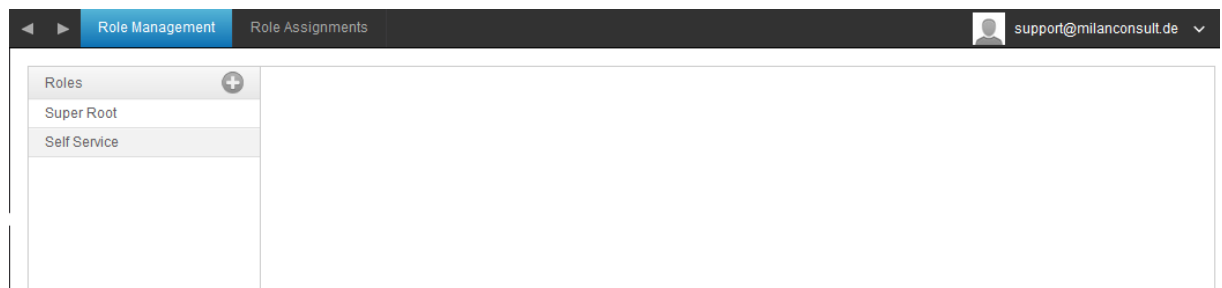 Role Management Role Assignments support@milanconsult.de
Roles
Super Root
Self Service